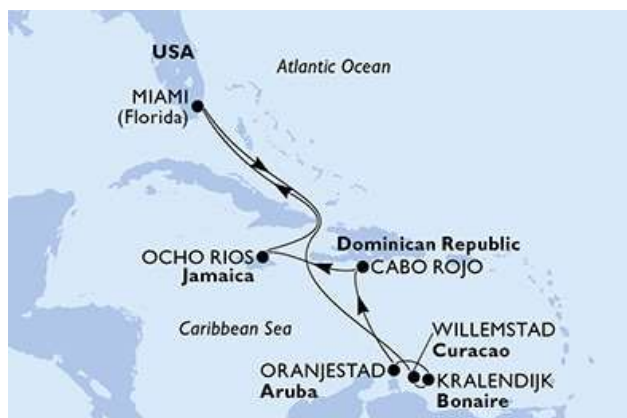 USA
Atlantic Ocean
MIAMI
(Florida)
Dominican Republic
OCHO RIOS
Jamaica
CABO ROJO
Caribbean Sea
WILLEMSTAD
Curacao
ORANJESTAD
Aruba
KRALENDIJK
Bonaire